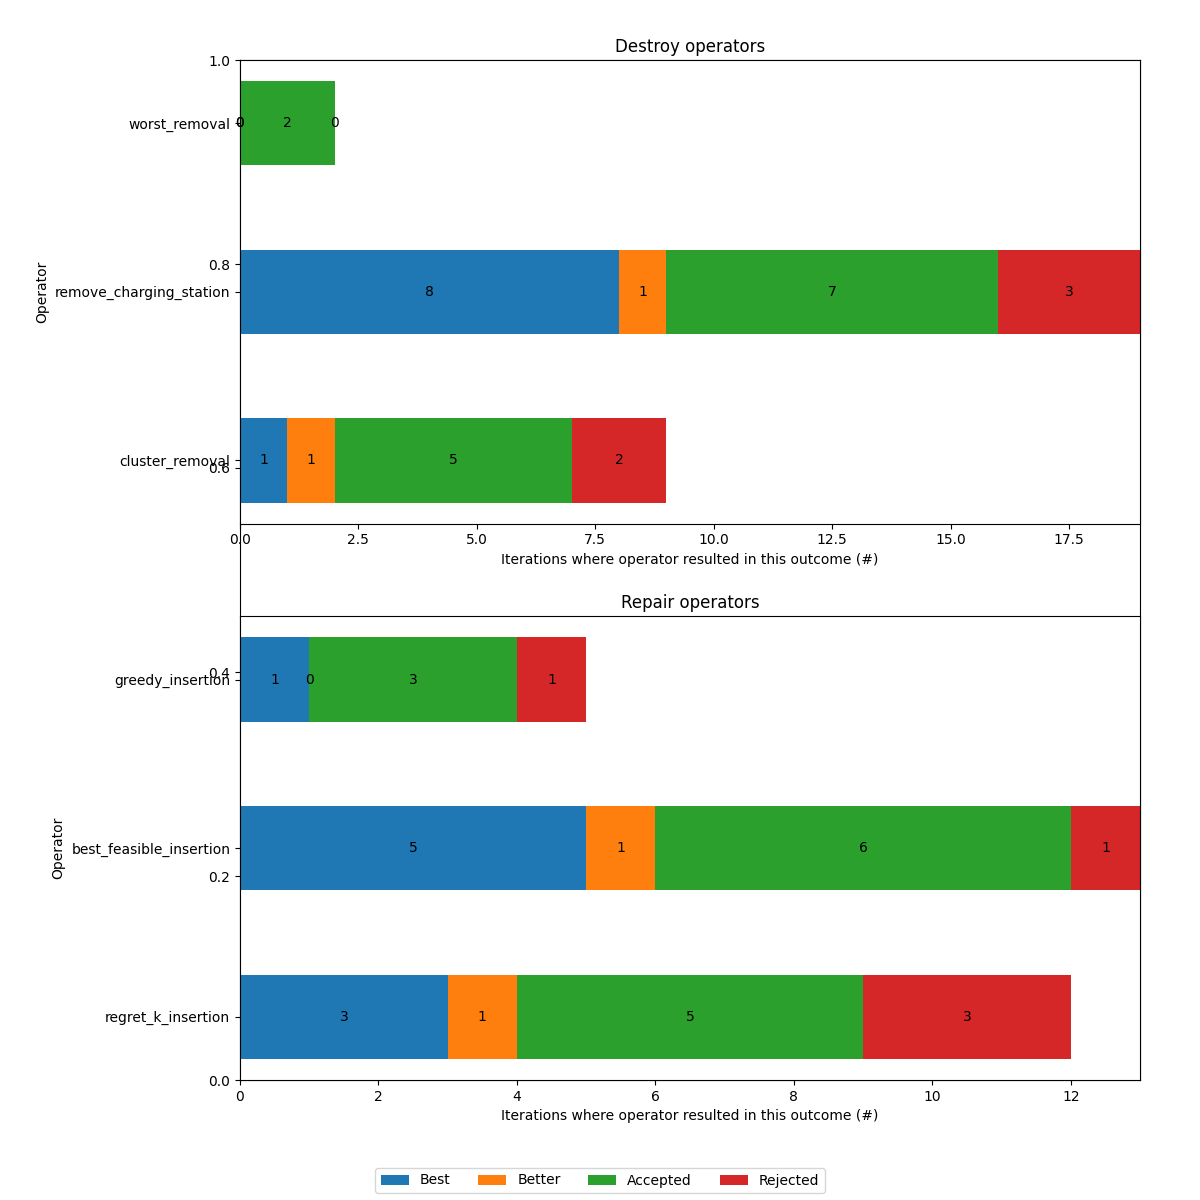 Destroy operators
1.0
worst_removal 0 0 2 0
0.8
remove_charging_station 8 1 7 3
Operator
cluster_removal 1 1 5 2
0.6
0.0 2.5 5.0 7.5 10.0 12.5 15.0 17.5
Iterations where operator resulted in this outcome (#)
Repair operators
0.4
greedy_insertion 1 0 3 1
best_feasible_insertion 5 1 6 1
Operator
0.2
regret_k_insertion 3 1 5 3
0.0
0 2 4 6 8 10 12
Iterations where operator resulted in this outcome (#)
Best Better Accepted Rejected